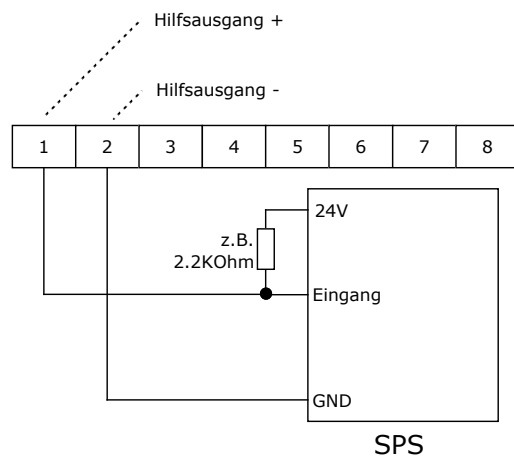 Hilfsausgang +
Hilfsausgang -
1 2 3 4 5 6 7 8
24V
z.B.
2.2KOhm
Eingang
GND
SPS